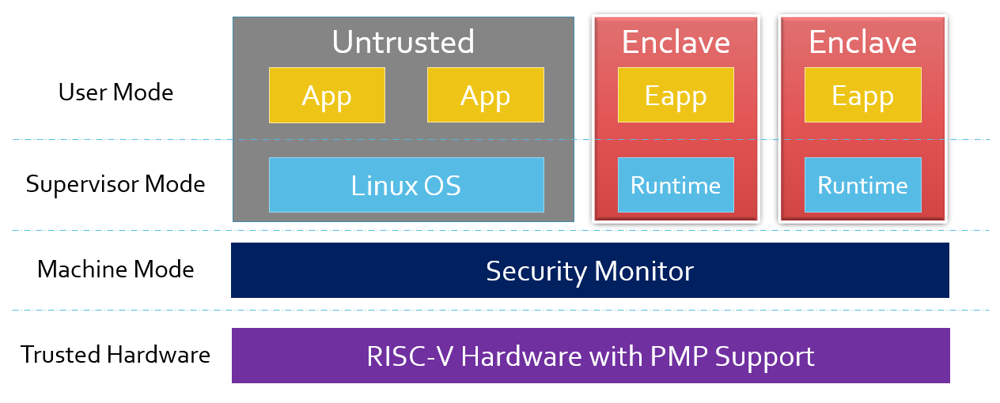 Untrusted
Enclave
Enclave
User Mode
App
App
Eapp
Eapp
Supervisor Mode
Linux OS
Runtime
Runtime
Machine Mode
Security Monitor
Trusted Hardware
RISC-V Hardware with PMP Support